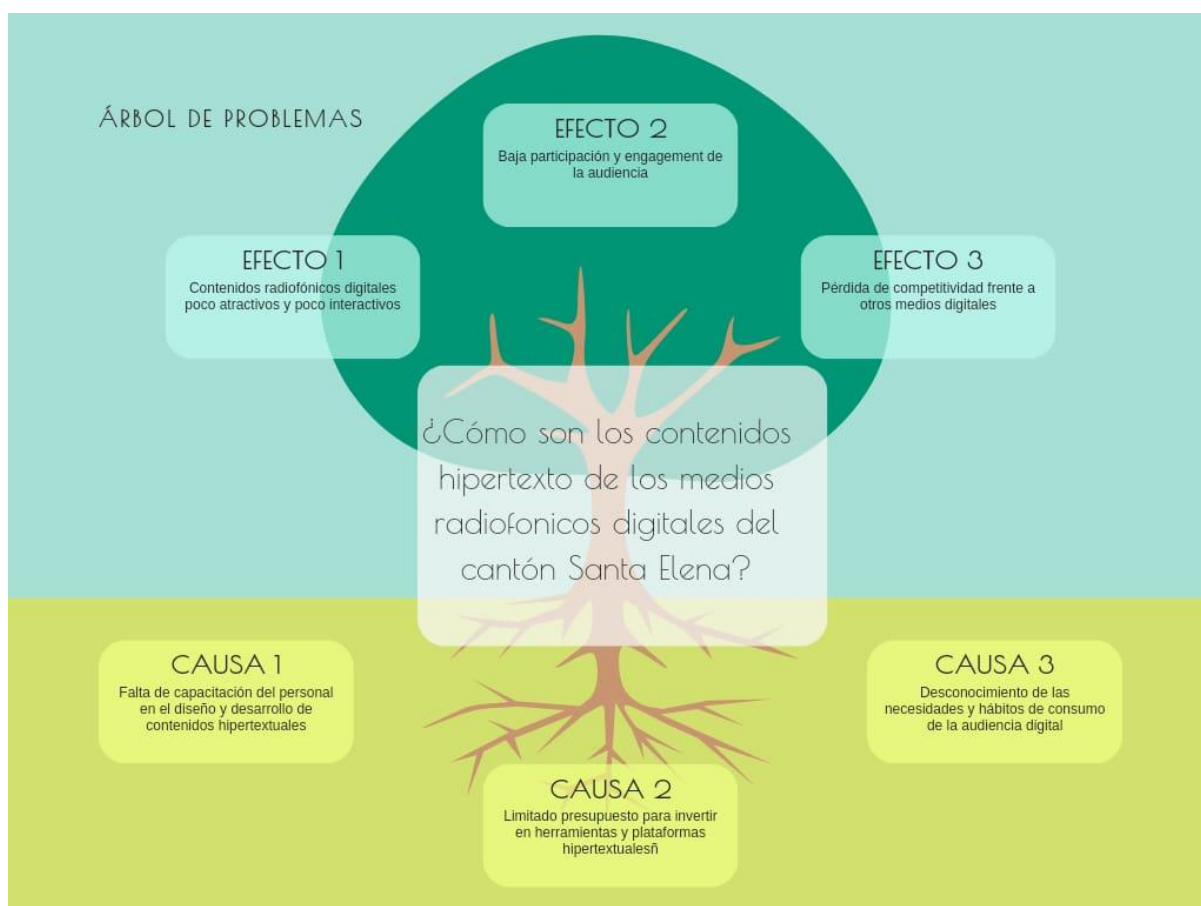 ÁRBOL DE PROBLEMAS
EFECTO 2
Baja participación y engagement de
la audiencia
EFECTO 1
Contenidos radiofónicos digitales
poco atractivos y poco interactivos
EFECTO 3
Pérdida de competitividad frente a
otros medios digitales
¿Cómo son los contenidos
hipertexto de los medios
radiofonicos digitales del
cantón Santa Elena?
CAUSA 1
Falta de capacitación del personal
en el diseño y desarrollo de
contenidos hipertextuales
CAUSA 3
Desconocimiento de las
necesidades y hábitos de consumo
de la audiencia digital
CAUSA 2
Limitado presupuesto para invertir
en herramientas y plataformas
hipertextualesñ